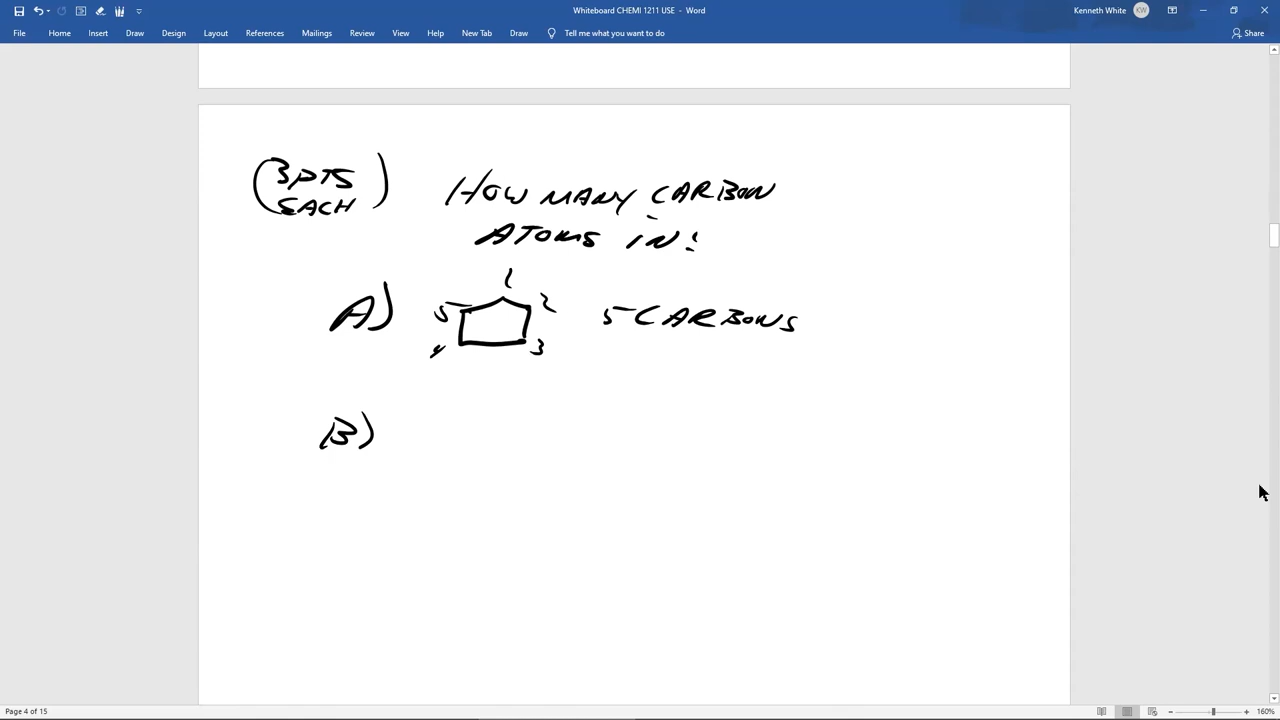 Whiteboard CHEMI 1211 USE - Word
Kenneth White KW
File Home Insert Draw Design Layout References Mailings Review View Help New Tab Draw Tell me what you want to do Share
(3 PTS EACH)
HOW MANY CARBON
ATOMS IN:
A) 1 2 3 4 5 5 CARBONS
B)
Page 4 of 15
160%